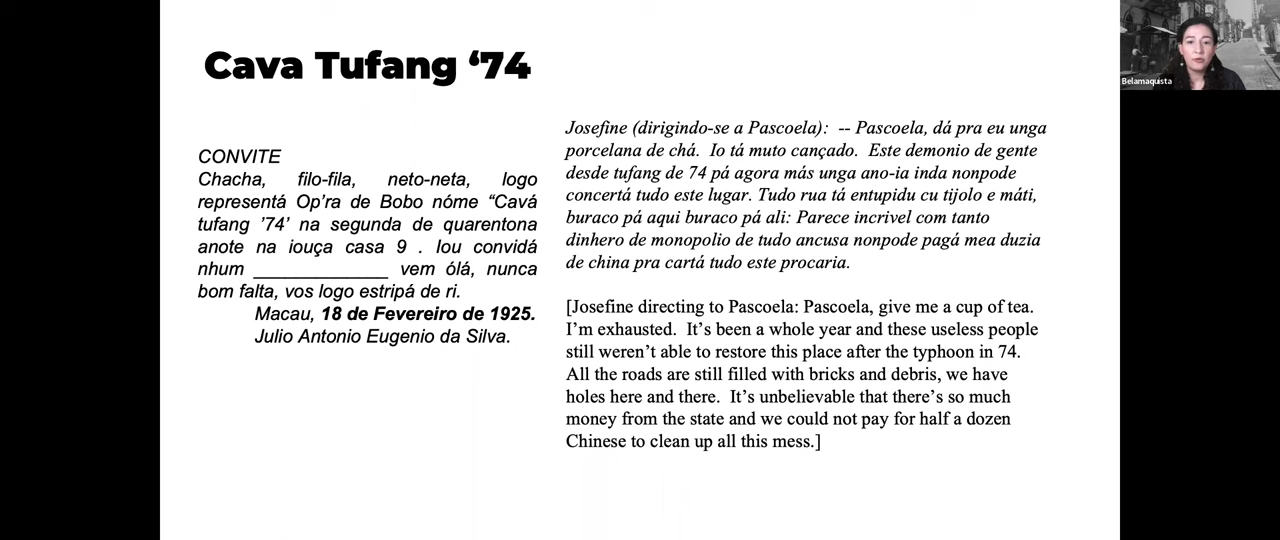 Cava Tufang ‘74
CONVITE
Chacha, filo-fila, neto-neta, logo
representá Op’ra de Bobo nóme “Cavá
tufang ’74’ na segunda de quarentona
anote na iouça casa 9 . Iou convidá
nhum _____________ vem ólá, nunca
bom falta, vos logo estripá de ri.
Macau, 18 de Fevereiro de 1925.
Julio Antonio Eugenio da Silva.
Josefine (dirigindo-se a Pascoela): -- Pascoela, dá pra eu unga
porcelana de chá. Io tá muto cançado. Este demonio de gente
desde tufang de 74 pá agora más unga ano-ia inda nonpode
concertá tudo este lugar. Tudo rua tá entupidu cu tijolo e máti,
buraco pá aqui buraco pá ali: Parece incrivel com tanto
dinhero de monopolio de tudo ancusa nonpode pagá mea duzia
de china pra cartá tudo este procaria.
[Josefine directing to Pascoela: Pascoela, give me a cup of tea.
I’m exhausted. It’s been a whole year and these useless people
still weren’t able to restore this place after the typhoon in 74.
All the roads are still filled with bricks and debris, we have
holes here and there. It’s unbelievable that there’s so much
money from the state and we could not pay for half a dozen
Chinese to clean up all this mess.]
Belamaquista